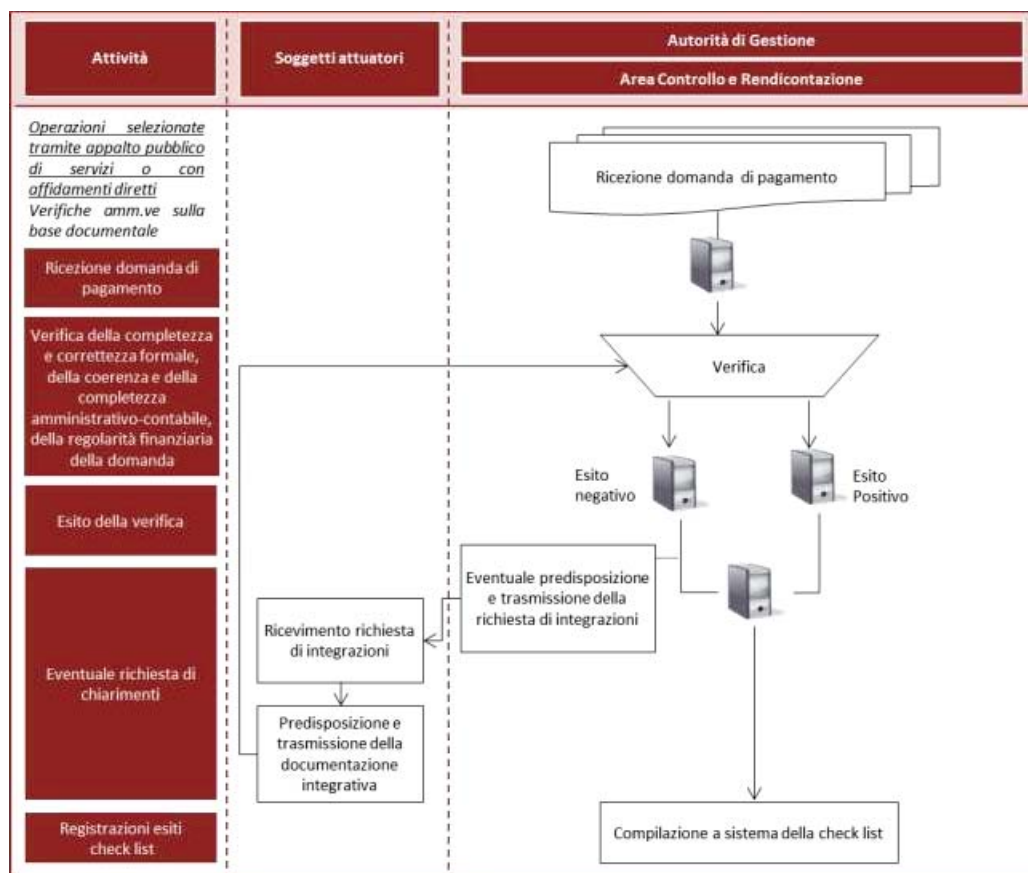 Attività
Soggetti attuatori
Autorità di Gestione
Area Controllo e Rendicontazione
Operazioni selezionate
tramite appalto pubblico
di servizi o con
affidamenti diretti
Verifiche amm.ve sulla
base documentale
Ricezione domanda di pagamento
Ricezione domanda di
pagamento
Verifica della completezza
e correttezza formale,
della coerenza e della
completezza
amministrativo-contabile,
della regolarità finanziaria
della domanda
Verifica
Esito
negativo
Esito
Positivo
Esito della verifica
Eventuale predisposizione
e trasmissione della
richiesta di integrazioni
Ricevimento richiesta
di integrazioni
Eventuale richiesta di
chiarimenti
Predisposizione e
trasmissione della
documentazione
integrativa
Registrazioni esiti
check list
Compilazione a sistema della check list